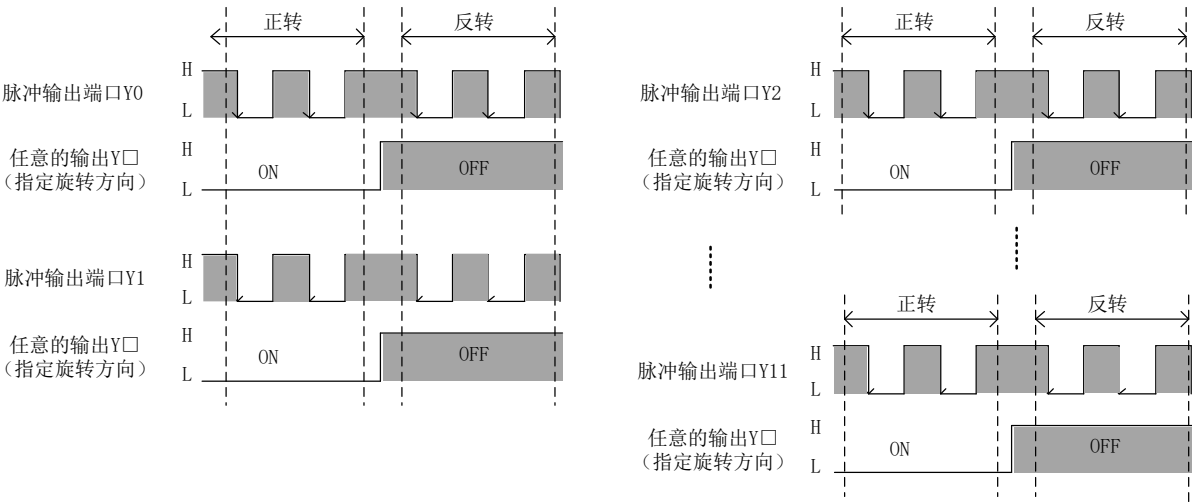 正转
反转
H
脉冲输出端口Y0
L
H
任意的输出Y□
ON
OFF
(指定旋转方向)
L
H
脉冲输出端口Y1
L
H
任意的输出Y□
ON
OFF
(指定旋转方向)
L
正转
反转
H
脉冲输出端口Y2
L
H
任意的输出Y□
ON
OFF
(指定旋转方向)
L
正转
反转
H
脉冲输出端口Y11
L
H
任意的输出Y□
ON
OFF
(指定旋转方向)
L